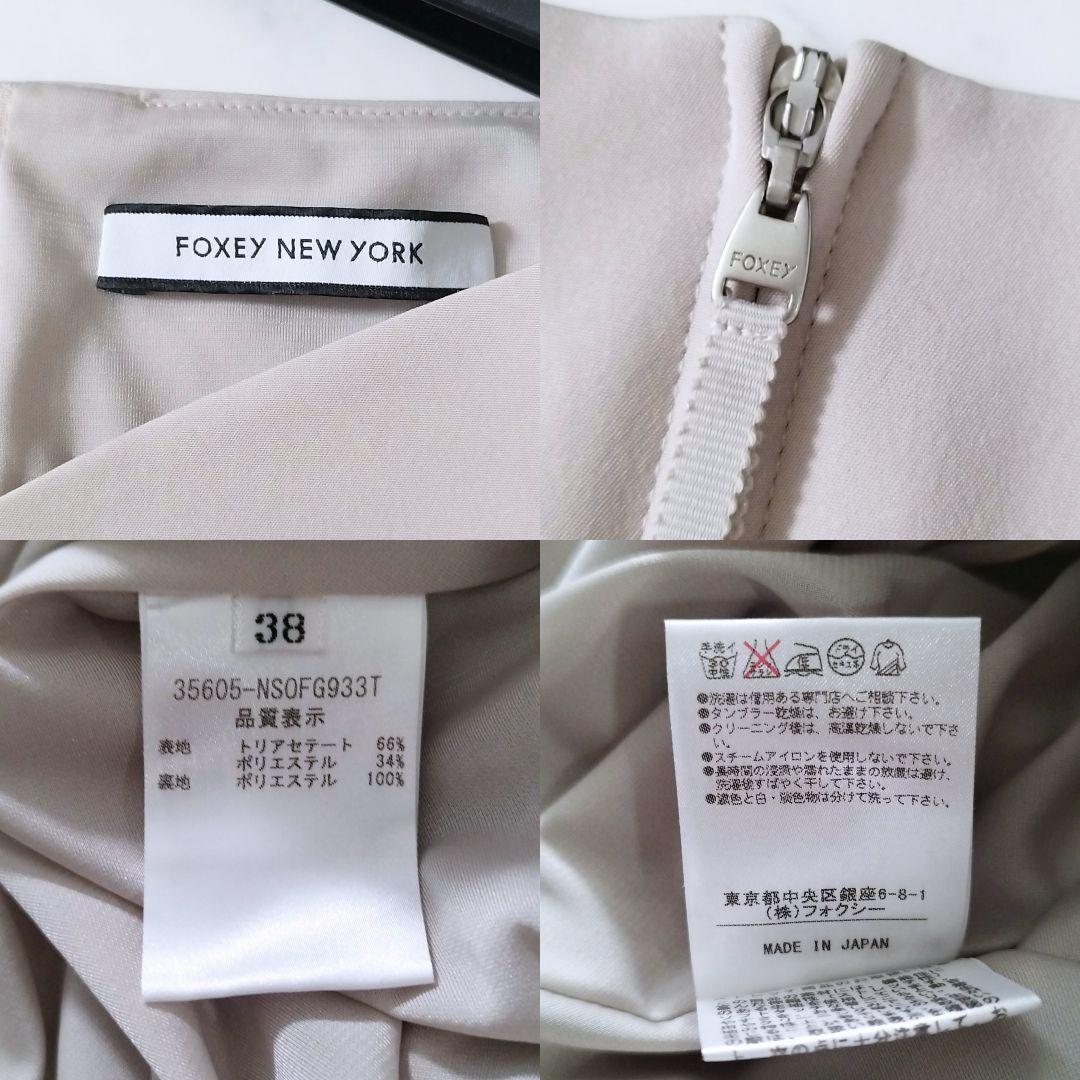 FOXEY NEW YORK
FOXEY
38
35605-NSOFG933T
品質表示
表地 トリアセテート 66%
ポリエステル 34%
裏地 ポリエステル 100%
手洗イ
中性
エンソ
サラシ
低
ドライ
セキユ系
●洗濯は信用ある専門店へご相談下さい。
●タンブラー乾燥は、お避け下さい。
●クリーニング後は、高温乾燥しないで下さ
い。
●スチームアイロンを使用しないで下さい。
●長時間の浸漬や濡れたままの放置は避け、
洗濯後すばやく干して下さい。
●濃色と白・淡色物は分けて洗って下さい。
東京都中央区銀座6-8-1
(株)フォクシー
MADE IN JAPAN